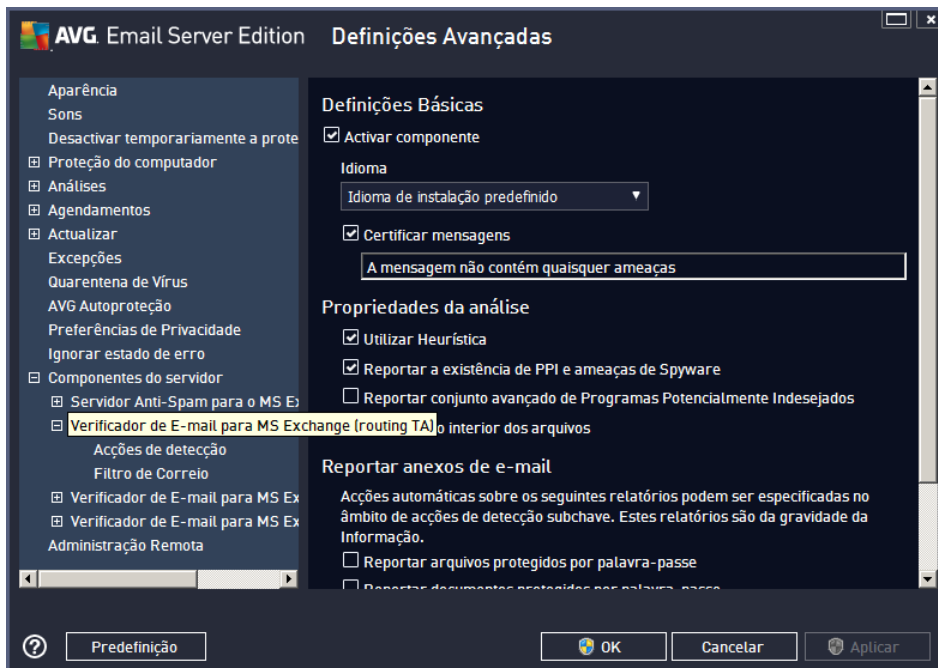 AVG. Email Server Edition Definições Avançadas
Aparência
Sons
Desactivar temporariamente a prote
Proteção do computador
Análises
Agendamentos
Actualizar
Excepções
Quarentena de Vírus
AVG Autoproteção
Preferências de Privacidade
Ignorar estado de erro
Componentes do servidor
Servidor Anti-Spam para o MS Ex
Verificador de E-mail para MS Exchange (routing TA)
Acções de detecção
Filtro de Correio
Verificador de E-mail para MS Ex
Verificador de E-mail para MS Ex
Administração Remota
Definições Básicas
Activar componente
Idioma
Idioma de instalação predefinido
Certificar mensagens
A mensagem não contém quaisquer ameaças
Propriedades da análise
Utilizar Heurística
Reportar a existência de PPI e ameaças de Spyware
Reportar conjunto avançado de Programas Potencialmente Indesejados
o interior dos arquivos
Reportar anexos de e-mail
Acções automáticas sobre os seguintes relatórios podem ser especificadas no
âmbito de acções de detecção subchave. Estes relatórios são da gravidade da
Informação.
Reportar arquivos protegidos por palavra-passe
Reportar documentos protegidos por palavra-passe
Predefinição
OK
Cancelar
Aplicar